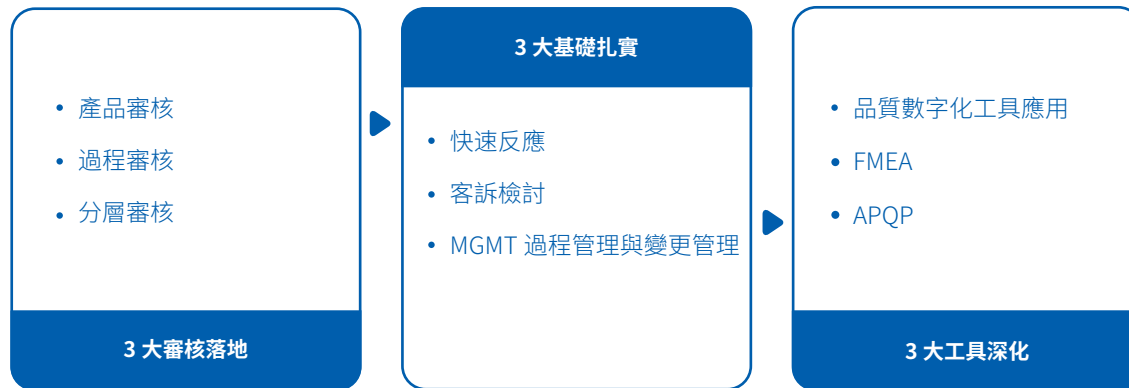 產品審核
過程審核
分層審核
3 大審核落地
3 大基礎扎實
快速反應
客訴檢討
MGMT 過程管理與變更管理
品質數字化工具應用
FMEA
APQP
3 大工具深化